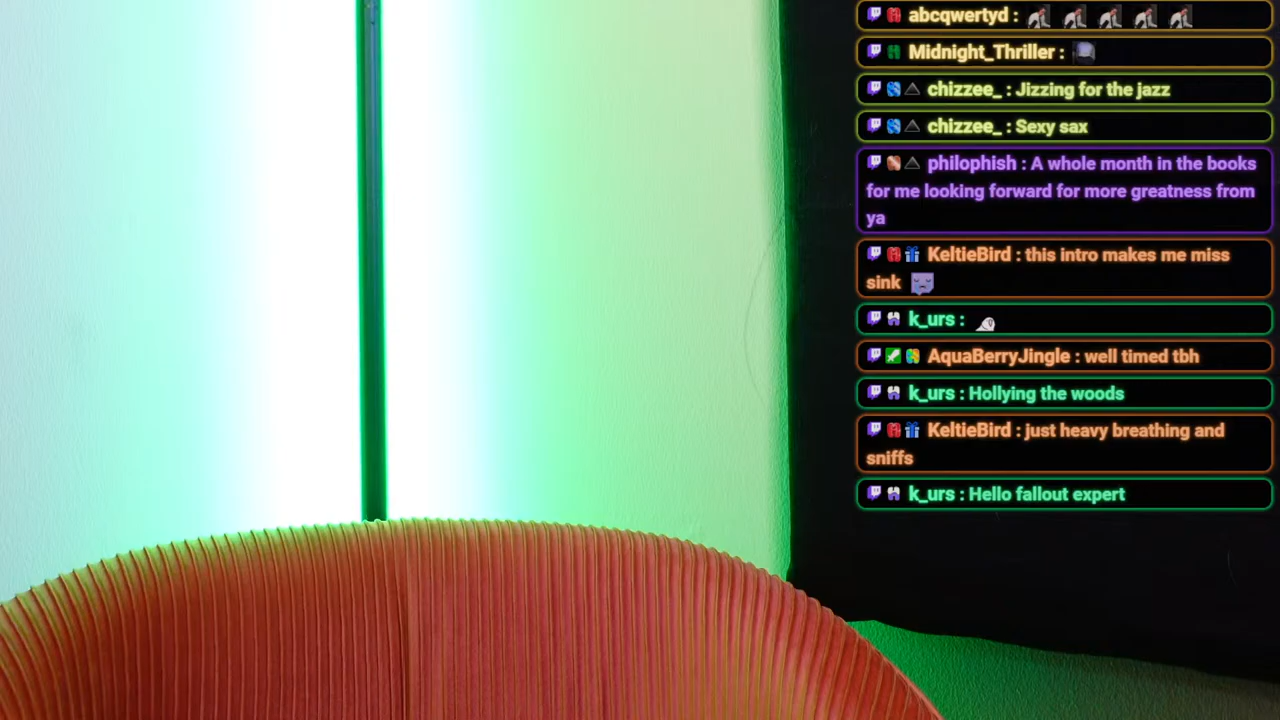 abcqwertyd :
Midnight_Thriller :
chizzee_ : Jizzing for the jazz
chizzee_ : Sexy sax
philophish : A whole month in the books
for me looking forward for more greatness from
ya
KeltieBird : this intro makes me miss
sink
k_urs :
AquaBerryJingle : well timed tbh
k_urs : Hollying the woods
KeltieBird : just heavy breathing and
sniffs
k_urs : Hello fallout expert